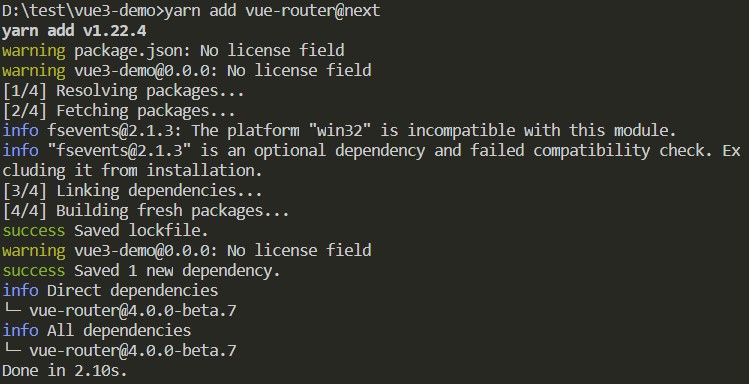 D:\test\vue3-demo>yarn add vue-router@next
yarn add v1.22.4
warning package.json: No license field
warning vue3-demo@0.0.0: No license field
[1/4] Resolving packages...
[2/4] Fetching packages...
info fsevents@2.1.3: The platform "win32" is incompatible with this module.
info "fsevents@2.1.3" is an optional dependency and failed compatibility check. Ex
cluding it from installation.
[3/4] Linking dependencies...
[4/4] Building fresh packages...
success Saved lockfile.
warning vue3-demo@0.0.0: No license field
success Saved 1 new dependency.
info Direct dependencies
└─ vue-router@4.0.0-beta.7
info All dependencies
└─ vue-router@4.0.0-beta.7
Done in 2.10s.